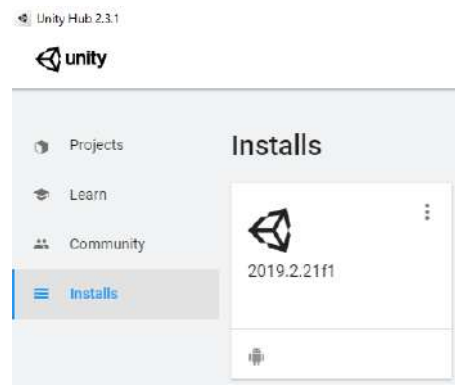 Unity Hub 2.3.1
unity
Projects
Installs
Learn
Community
2019.2.21f1
Installs